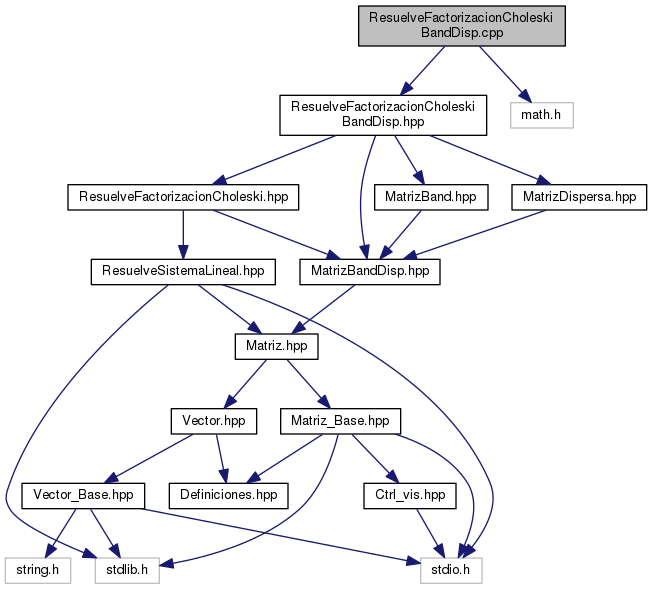 ResuelveFactorizacionCholeski
BandDisp.cpp
ResuelveFactorizacionCholeski
BandDisp.hpp
math.h
ResuelveFactorizacionCholeski.hpp
MatrizBand.hpp
MatrizDispersa.hpp
ResuelveSistemaLineal.hpp
MatrizBandDisp.hpp
Matriz.hpp
Vector.hpp
Matriz_Base.hpp
Vector_Base.hpp
Definiciones.hpp
Ctrl_vis.hpp
string.h
stdlib.h
stdio.h